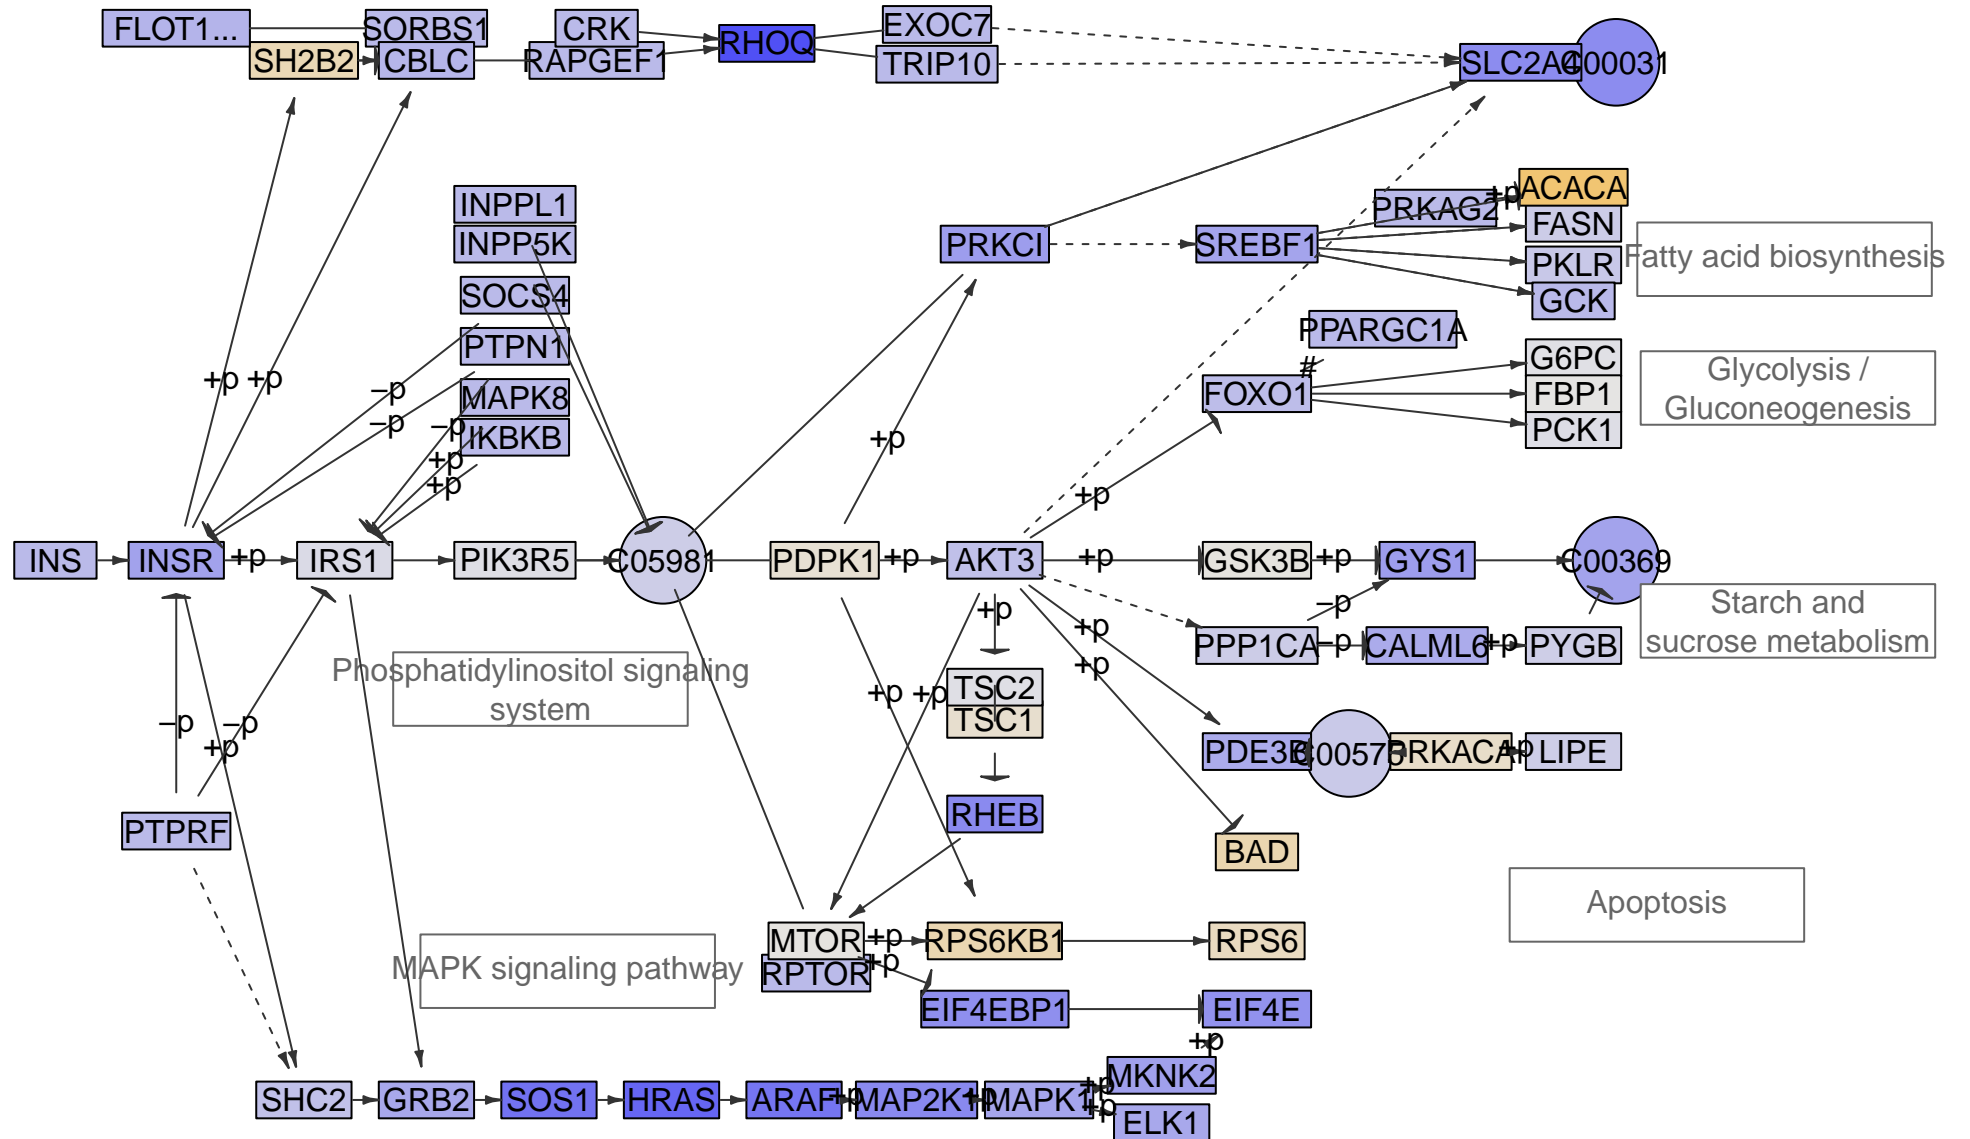 FLOT1...
SORBS1
CRK
EXOC7
SH2B2
CBLC
RAPGEF1
RHOQ
TRIP10
SLC2A4
C00031
INPPL1
INPP5K
SOCS4
PTPN1
MAPK8
IKBKB
PRKCI
SREBF1
PRKAG2
+p
ACACA
FASN
PKLR
GCK
Fatty acid biosynthesis
PPARGC1A
#
FOXO1
G6PC
FBP1
PCK1
Glycolysis /
Gluconeogenesis
+p
+p
−p
−p
−p
+p
+p
+p
+p
INS
INSR
+p
IRS1
PIK3R5
C05981
PDPK1
+p
AKT3
+p
GSK3B
+p
GYS1
C00369
+p
−p
+p
PPP1CA
−p
CALML6
+p
PYGB
Starch and
sucrose metabolism
+p
Phosphatidylinositol signaling
system
−p
−p
+p
+p
+p
TSC2
TSC1
PDE3B
C00575
PRKACA
+p
LIPE
PTPRF
RHEB
BAD
Apoptosis
MTOR
+p
RPS6KB1
RPS6
RPTOR
+p
MAPK signaling pathway
EIF4EBP1
EIF4E
+p
SHC2
GRB2
SOS1
HRAS
ARAF
+p
MAP2K1
+p
MAPK1
+p
+p
MKNK2
ELK1